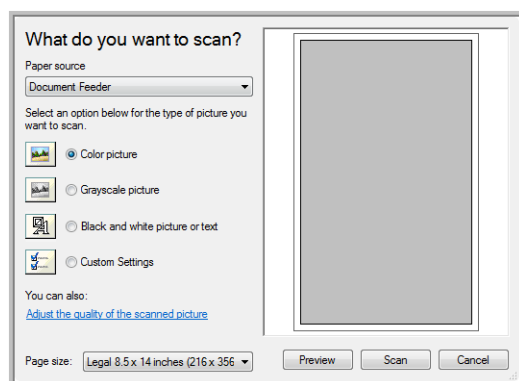 What do you want to scan?
Paper source
Document Feeder
Select an option below for the type of picture you
want to scan.
Color picture
Grayscale picture
Black and white picture or text
Custom Settings
You can also:
Adjust the quality of the scanned picture
Page size: Legal 8.5 x 14 inches (216 x 356
Preview Scan Cancel